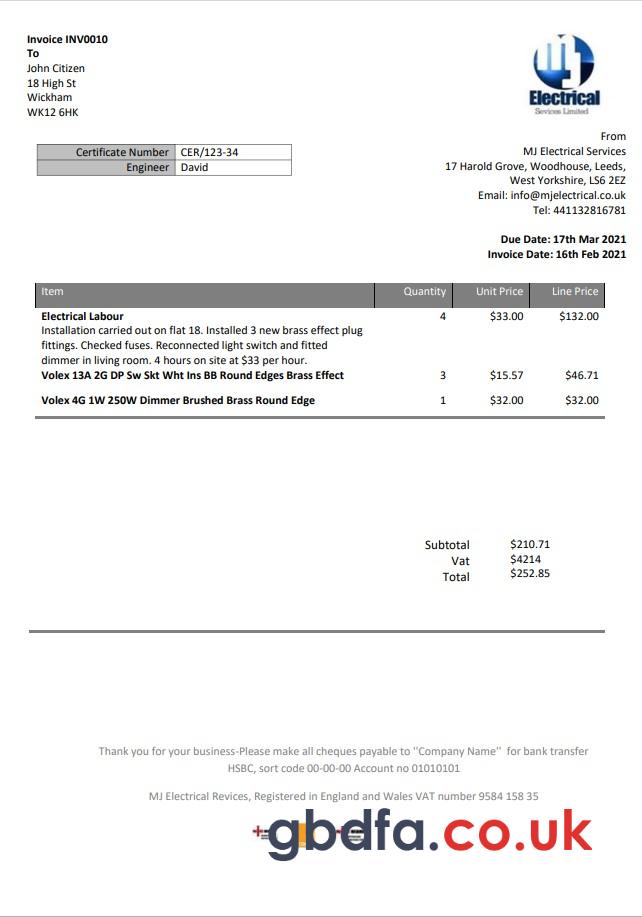 Invoice INV0010
To
John Citizen
18 High St
Wickham
WK12 6HK
Electrical
Sevices Limited
From
MJ Electrical Services
17 Harold Grove, Woodhouse, Leeds,
West Yorkshire, LS6 2EZ
Email: info@mjelectrical.co.uk
Tel: 441132816781
Certificate Number CER/123-34
Engineer David
Due Date: 17th Mar 2021
Invoice Date: 16th Feb 2021
Item Quantity Unit Price Line Price
Electrical Labour 4 $33.00 $132.00
Installation carried out on flat 18. Installed 3 new brass effect plug
fittings. Checked fuses. Reconnected light switch and fitted
dimmer in living room. 4 hours on site at $33 per hour.
Volex 13A 2G DP Sw Skt Wht Ins BB Round Edges Brass Effect 3 $15.57 $46.71
Volex 4G 1W 250W Dimmer Brushed Brass Round Edge 1 $32.00 $32.00
Subtotal $210.71
Vat $4214
Total $252.85
Thank you for your business-Please make all cheques payable to "Company Name" for bank transfer
HSBC, sort code 00-00-00 Account no 01010101
MJ Electrical Revices, Registered in England and Wales VAT number 9584 158 35
gbdfa.co.uk